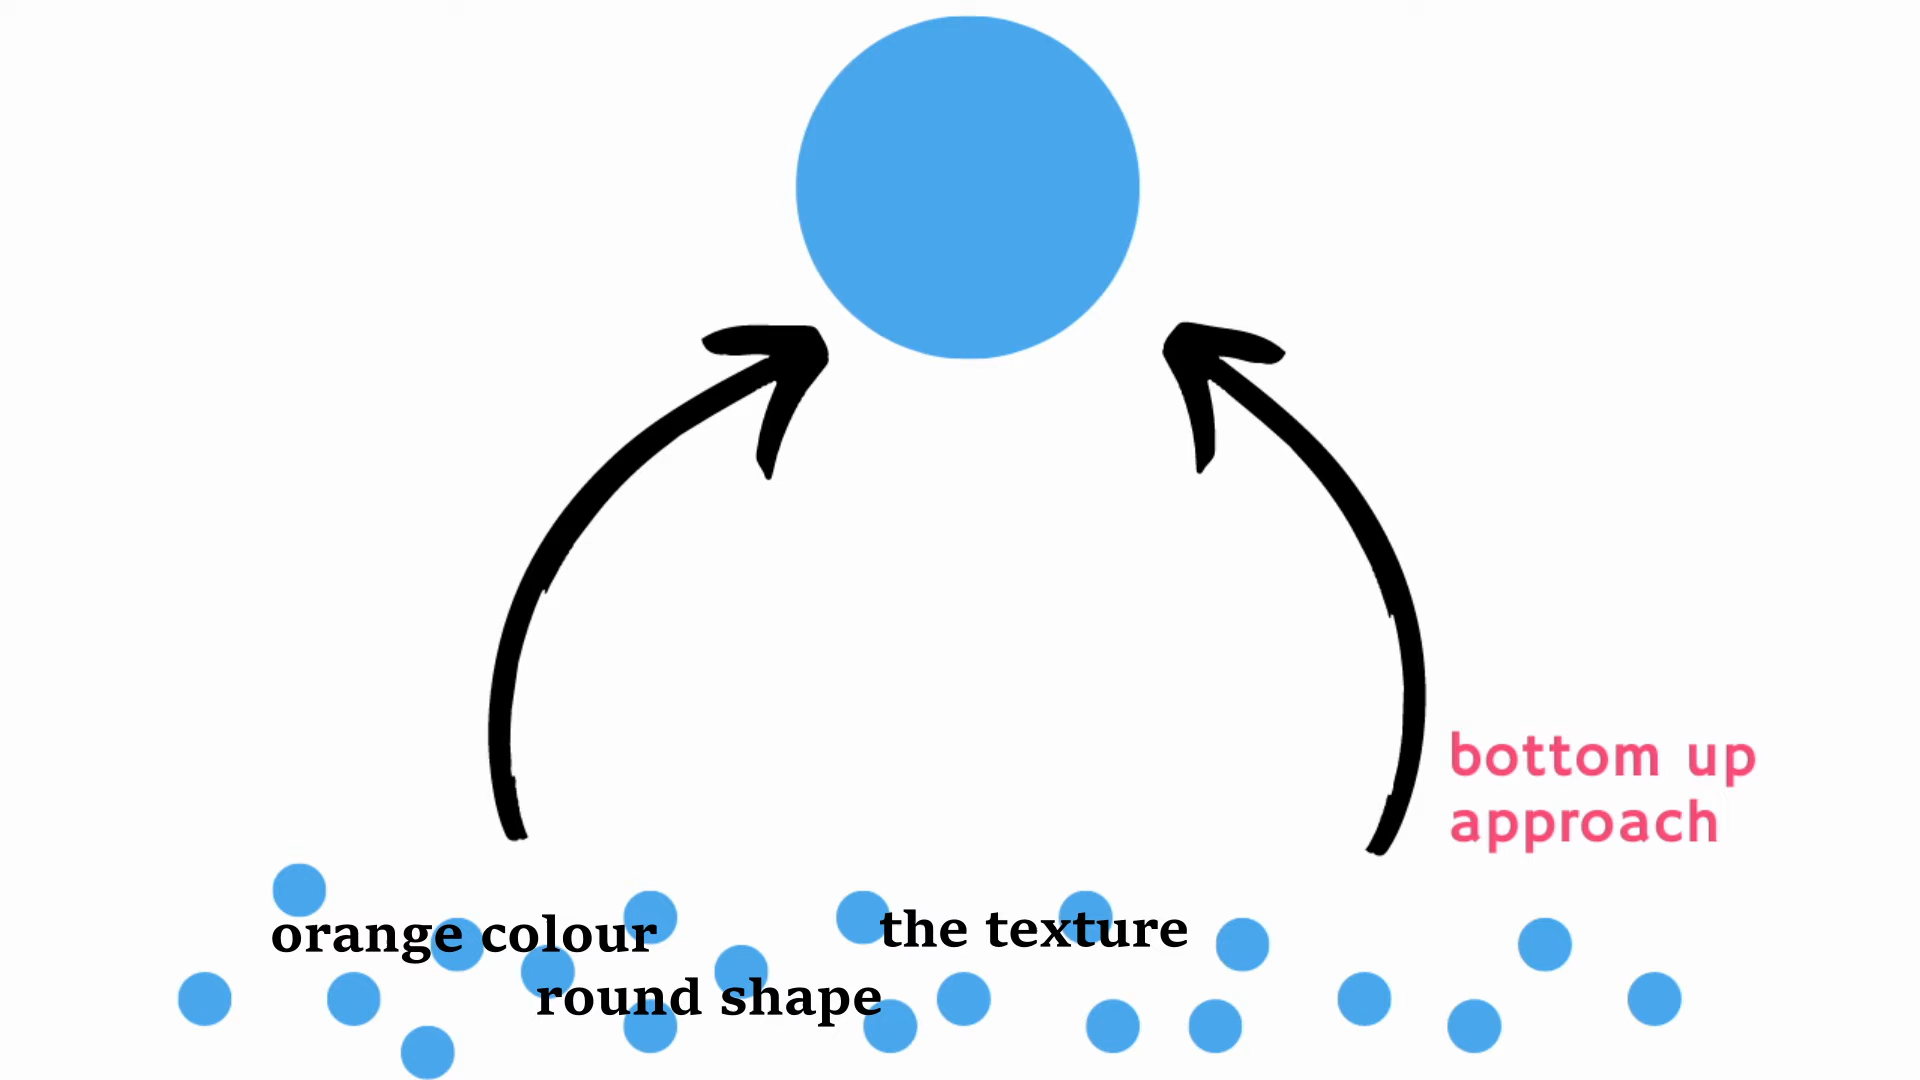 bottom up
approach
orange colour
the texture
round shape